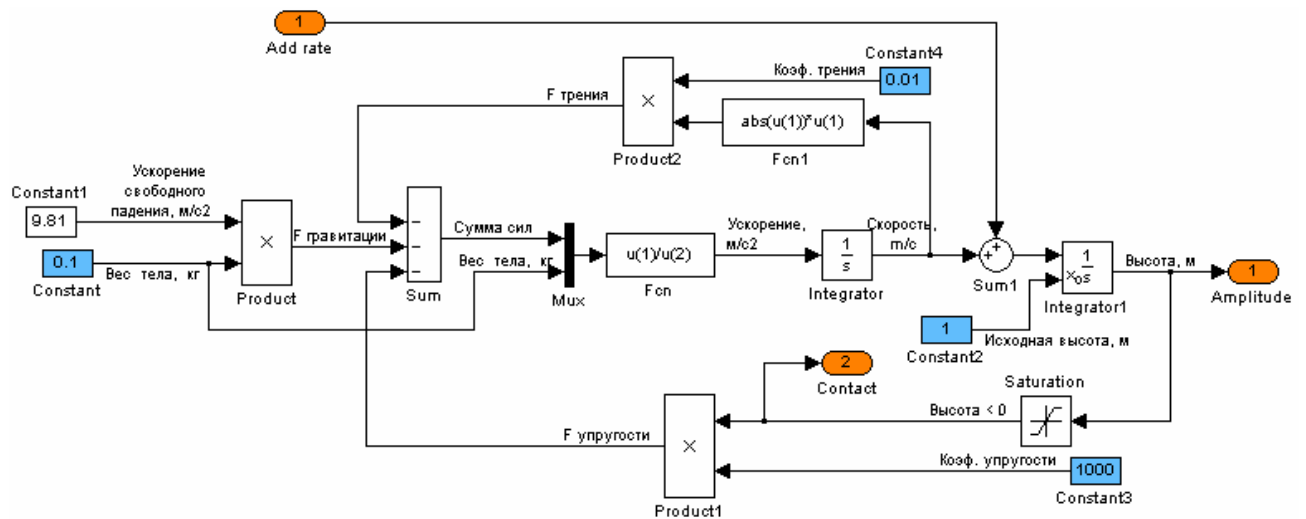 1
Add rate
Constant4
Коэф. трения
0.01
F трения
×
abs(u(1))*u(1)
Product2
Fcn1
Constant1
Ускорение
свободного
падения, м/с2
9.81
×
F гравитации
0.1
Вес тела, кг
Constant
Product
Sum
Сумма сил
Вес тела, кг
Mux
u(1)/u(2)
Fcn
Ускорение,
м/с2
1
s
Integrator
Скорость,
m/c
+
+
Sum1
1
x₀s
Integrator1
Высота, м
1
Amplitude
1
Constant2
Исходная высота, м
2
Contact
Saturation
Высота < 0
F упругости
×
Product1
Коэф. упругости
1000
Constant3